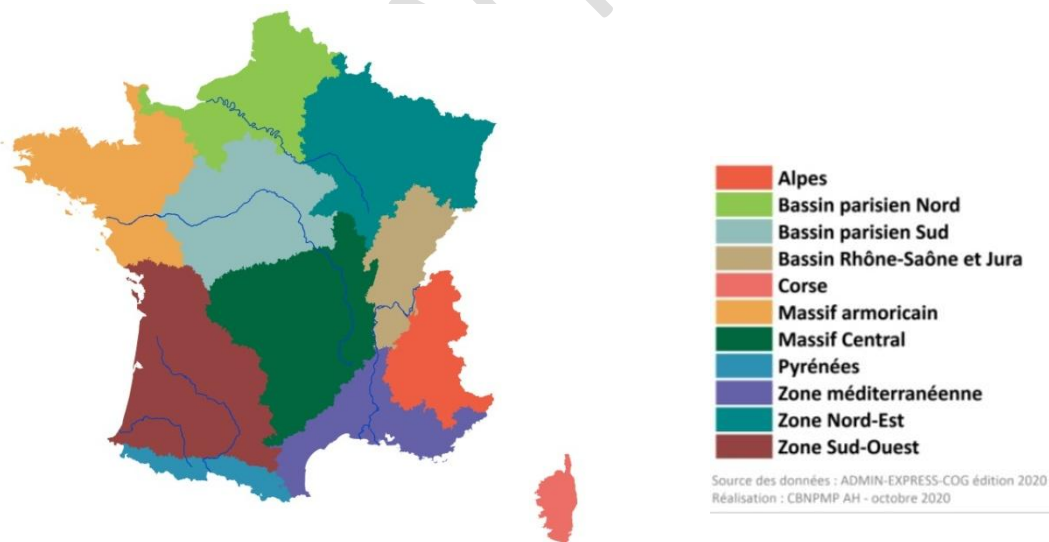 Alpes
Bassin parisien Nord
Bassin parisien Sud
Bassin Rhône-Saône et Jura
Corse
Massif armoricain
Massif Central
Pyrénées
Zone méditerranéenne
Zone Nord-Est
Zone Sud-Ouest
Source des données : ADMIN-EXPRESS-COG édition 2020
Réalisation : CBNPMP AH - octobre 2020